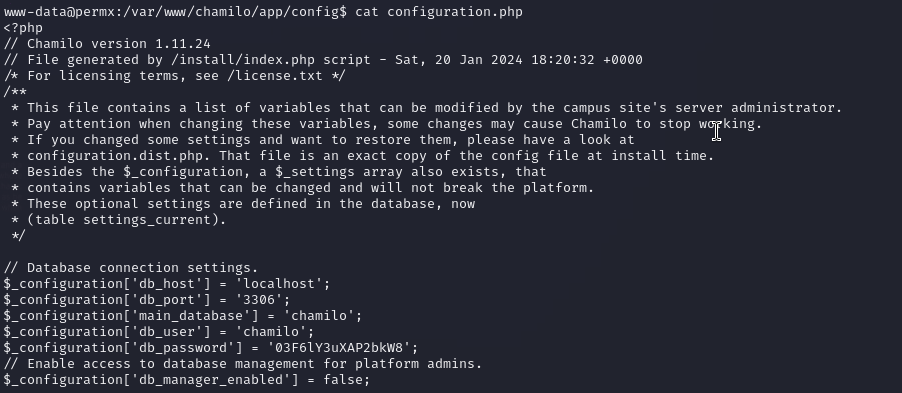 www-data@permx:/var/www/chamilo/app/config$ cat configuration.php
<?php
// Chamilo version 1.11.24
// File generated by /install/index.php script - Sat, 20 Jan 2024 18:20:32 +0000
/* For licensing terms, see /license.txt */
/**
 * This file contains a list of variables that can be modified by the campus site's server administrator.
 * Pay attention when changing these variables, some changes may cause Chamilo to stop working.
 * If you changed some settings and want to restore them, please have a look at
 * configuration.dist.php. That file is an exact copy of the config file at install time.
 * Besides the $_configuration, a $_settings array also exists, that
 * contains variables that can be changed and will not break the platform.
 * These optional settings are defined in the database, now
 * (table settings_current).
 */

// Database connection settings.
$_configuration['db_host'] = 'localhost';
$_configuration['db_port'] = '3306';
$_configuration['main_database'] = 'chamilo';
$_configuration['db_user'] = 'chamilo';
$_configuration['db_password'] = '03F6lY3uXAP2bkW8';
// Enable access to database management for platform admins.
$_configuration['db_manager_enabled'] = false;